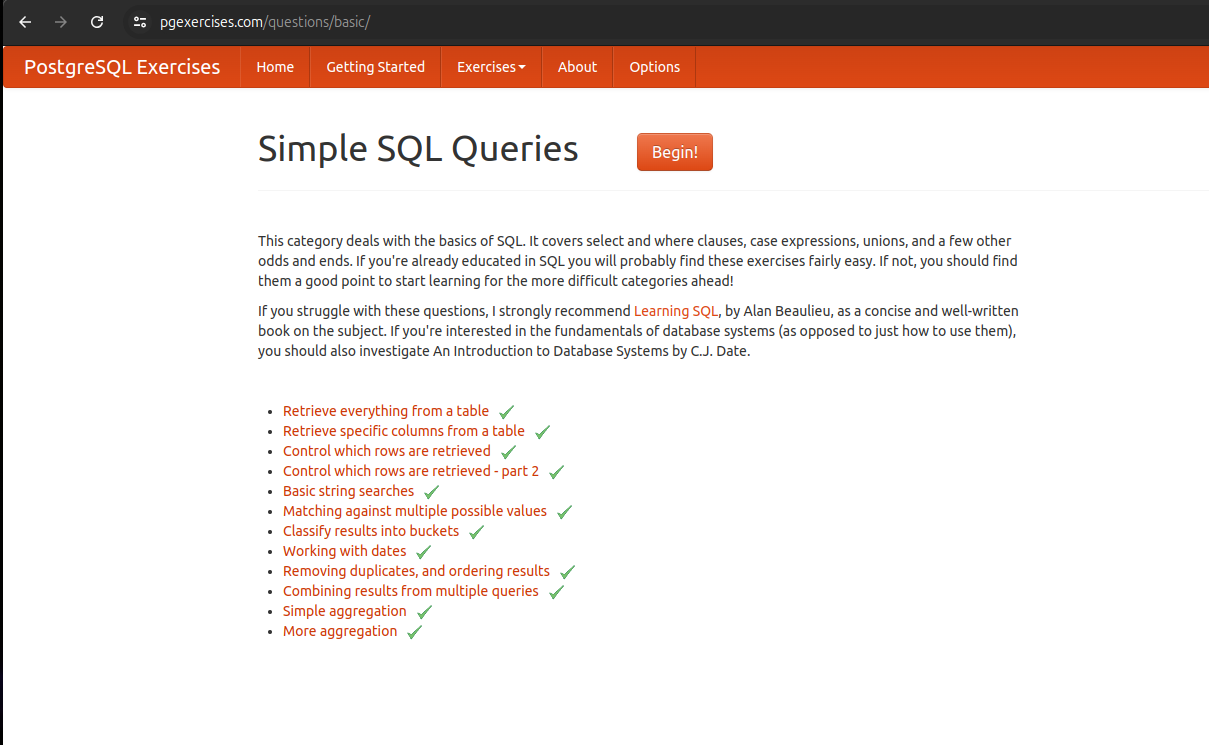 pgexercises.com/questions/basic/
PostgreSQL Exercises Home Getting Started Exercises About Options
Simple SQL Queries Begin!
This category deals with the basics of SQL. It covers select and where clauses, case expressions, unions, and a few other
odds and ends. If you're already educated in SQL you will probably find these exercises fairly easy. If not, you should find
them a good point to start learning for the more difficult categories ahead!
If you struggle with these questions, I strongly recommend Learning SQL, by Alan Beaulieu, as a concise and well-written
book on the subject. If you're interested in the fundamentals of database systems (as opposed to just how to use them),
you should also investigate An Introduction to Database Systems by C.J. Date.
Retrieve everything from a table
Retrieve specific columns from a table
Control which rows are retrieved
Control which rows are retrieved - part 2
Basic string searches
Matching against multiple possible values
Classify results into buckets
Working with dates
Removing duplicates, and ordering results
Combining results from multiple queries
Simple aggregation
More aggregation